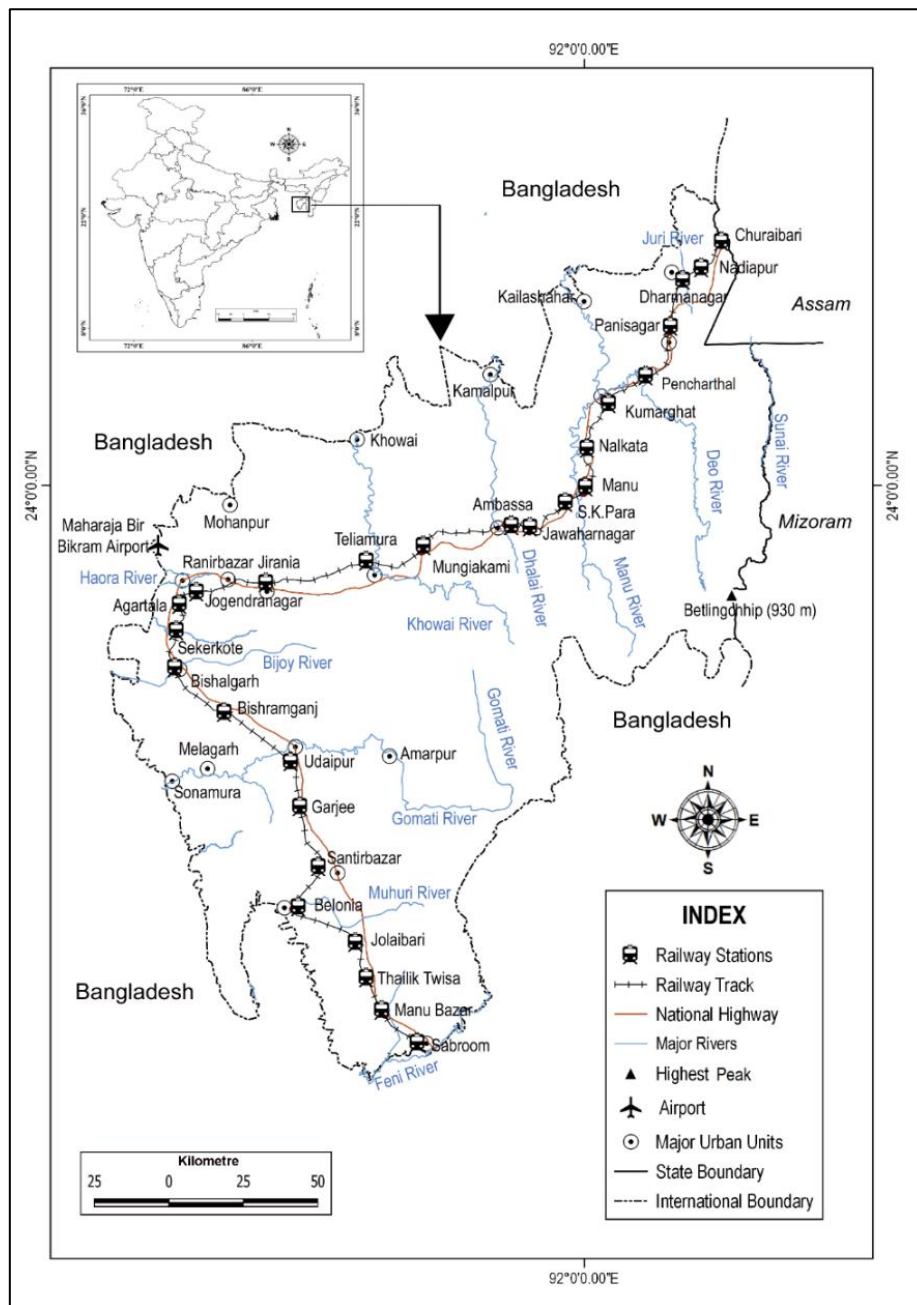 92°0'0.00"E
Bangladesh
N
W
E
S
Juri River
Churaibari
Nadiapur
Dharmanagar
Kailashahar
Assam
Panisagar
Kamalpur
Pencharthal
Kumarghat
Bangladesh
Khowai
Nalkata
Sunai River
Deo River
24°0'0.00"N
24°0'0.00"N
Mohanpur
Ambassa
Manu
S.K.Para
Mizoram
Maharaja Bir
Bikram Airport
Teliamura
Jawaharnagar
Ranirbazar
Jirania
Mungiakami
Dhalai River
Manu River
Haora River
Jogendranagar
Agartala
Khowai River
Betlingchhip (930 m)
Sekerkote
Bijoy River
Bishalgarh
Gomati River
Bangladesh
Bishramganj
Melagarh
Udaipur
Amarpur
Sonamura
Garjee
Gomati River
N
W
E
S
Santirbazar
Muhuri River
Belonia
Jolaibari
Bangladesh
Thailik Twisa
Manu Bazar
Sabroom
Feni River
INDEX
Railway Stations
Railway Track
National Highway
Major Rivers
Highest Peak
Airport
Major Urban Units
State Boundary
International Boundary
Kilometre
25 0 25 50
92°0'0.00"E